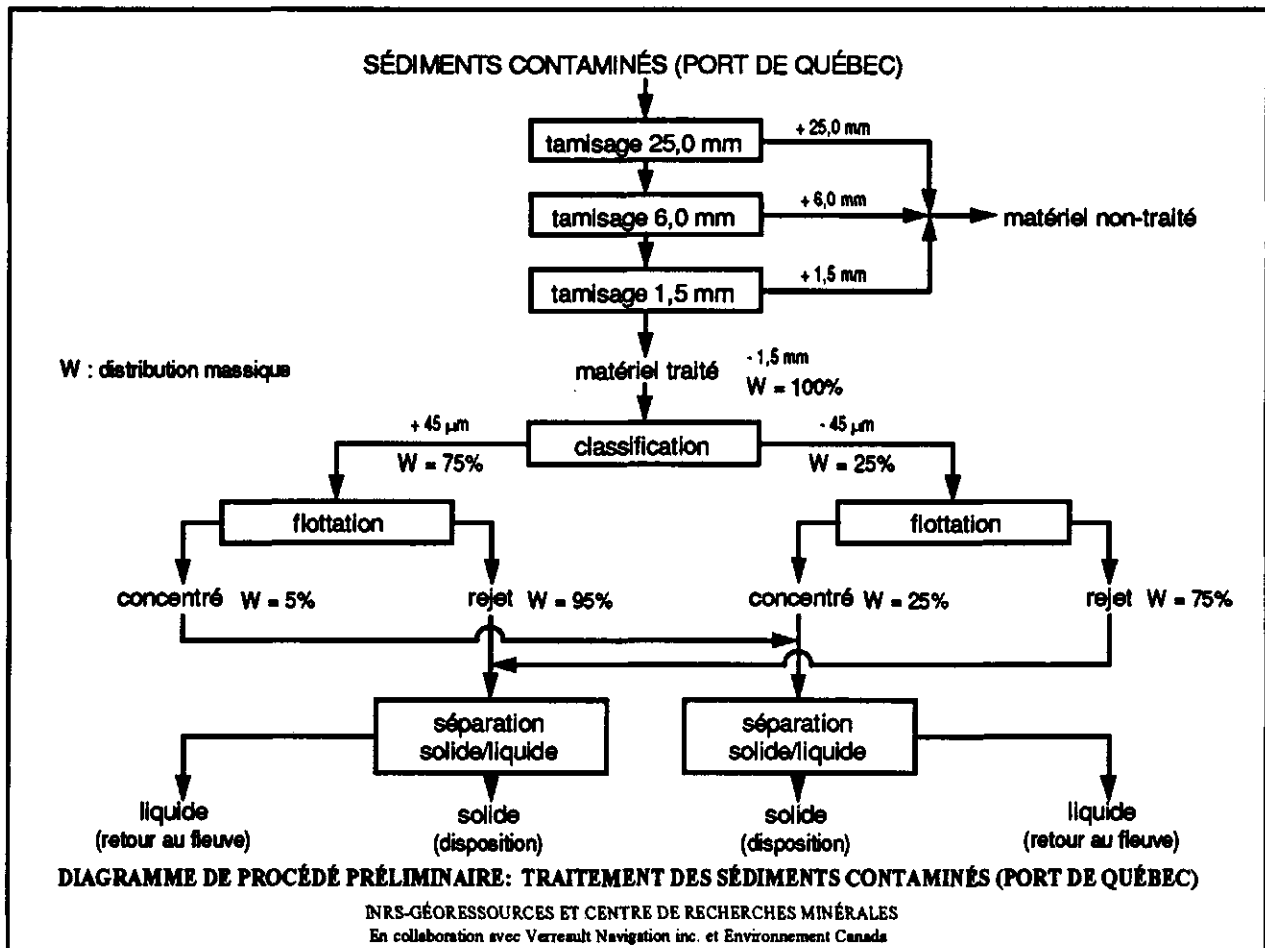 SÉDIMENTS CONTAMINÉS (PORT DE QUÉBEC)
tamisage 25,0 mm
+ 25,0 mm
tamisage 6,0 mm
+ 6,0 mm
matériel non-traité
tamisage 1,5 mm
+ 1,5 mm
W : distribution massique
matériel traité
- 1,5 mm
W = 100%
classification
+ 45 µm
W = 75%
- 45 µm
W = 25%
flottation
flottation
concentré W = 5%
rejet W = 95%
concentré W = 25%
rejet W = 75%
séparation
solide/liquide
séparation
solide/liquide
liquide
(retour au fleuve)
solide
(disposition)
solide
(disposition)
liquide
(retour au fleuve)
DIAGRAMME DE PROCÉDÉ PRÉLIMINAIRE: TRAITEMENT DES SÉDIMENTS CONTAMINÉS (PORT DE QUÉBEC)
INRS-GÉORESSOURCES ET CENTRE DE RECHERCHES MINÉRALES
En collaboration avec Verreault Navigation inc. et Environnement Canada